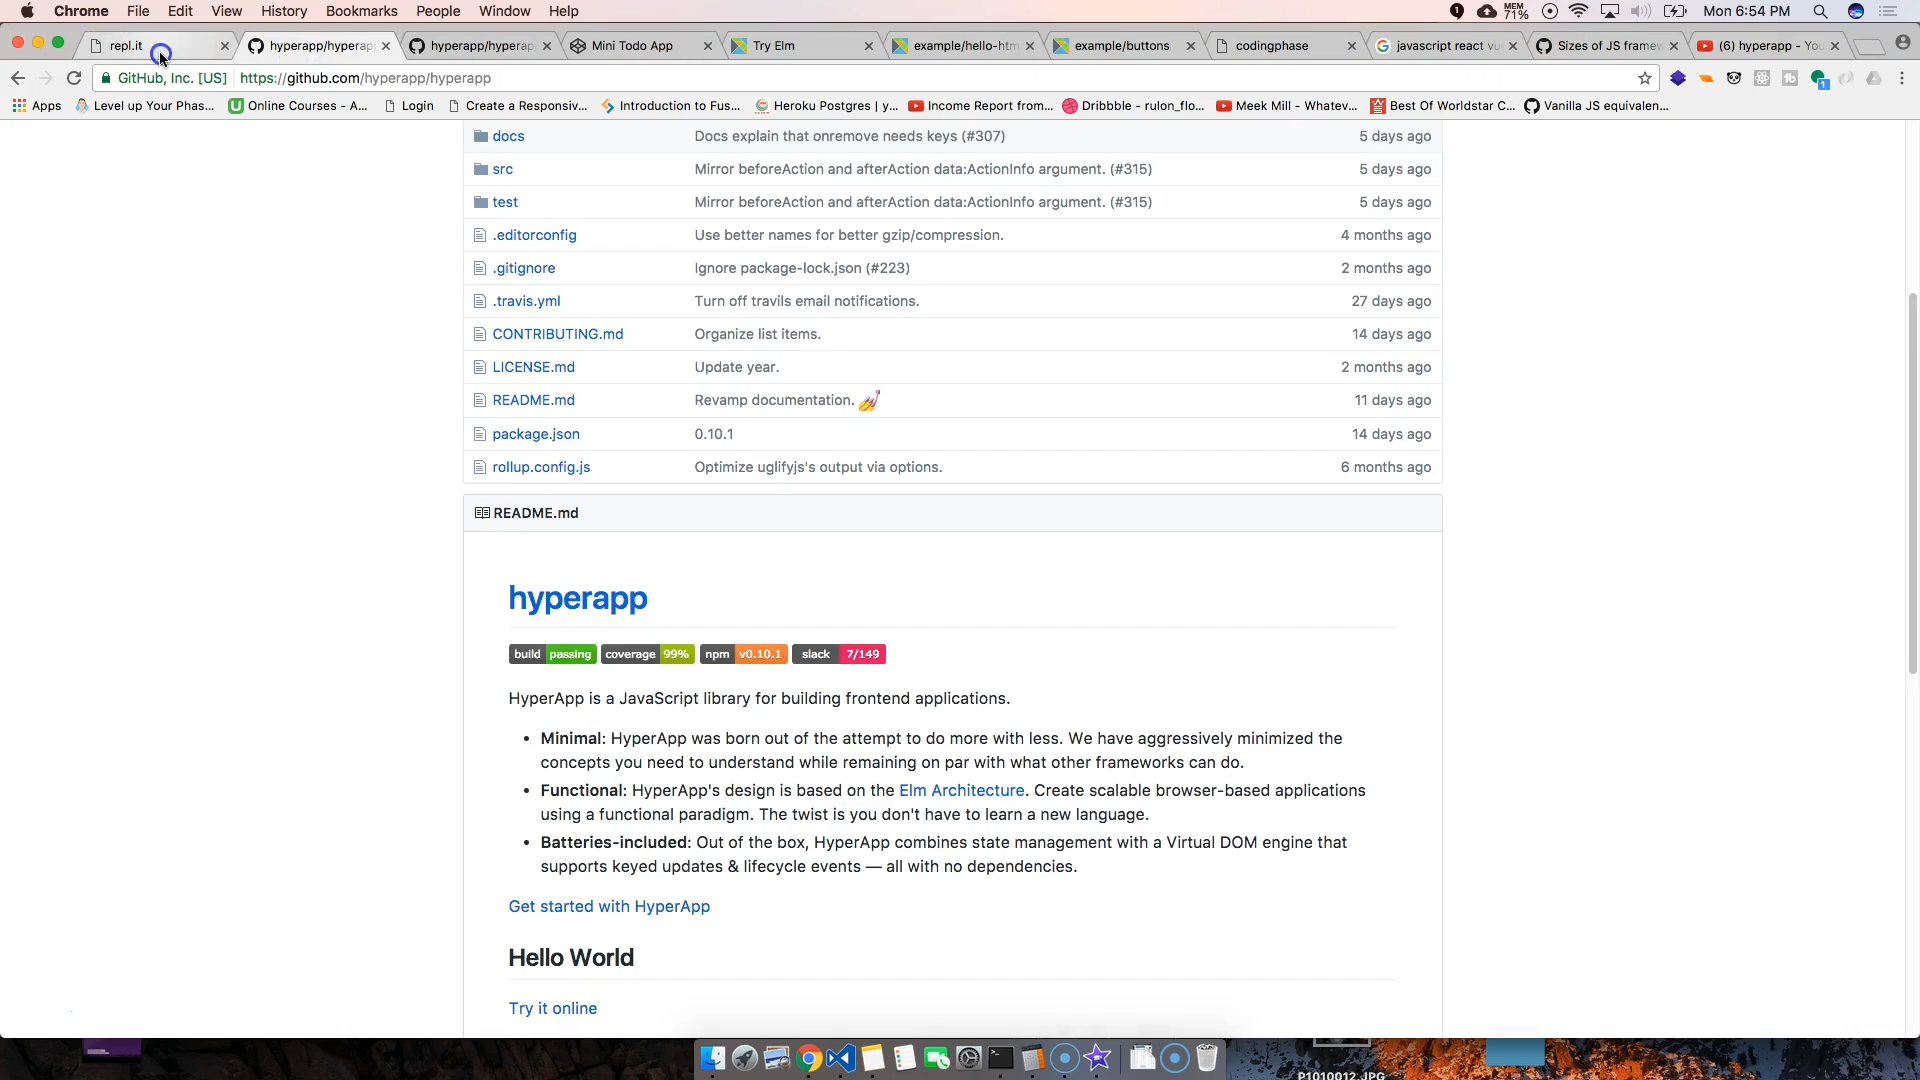 Chrome File Edit View History Bookmarks People Window Help
MEM 71% Mon 6:54 PM
repl.it
hyperapp/hyperap
hyperapp/hyperap
Mini Todo App
Try Elm
example/hello-htm
example/buttons
codingphase
javascript react vu
Sizes of JS framew
(6) hyperapp - You
GitHub, Inc. [US] https://github.com/hyperapp/hyperapp
Apps Level up Your Phas... Online Courses - A... Login Create a Responsiv... Introduction to Fus... Heroku Postgres | y... Income Report from... Dribbble - rulon_flo... Meek Mill - Whatev... Best Of Worldstar C... Vanilla JS equivalen...
docs Docs explain that onremove needs keys (#307) 5 days ago
src Mirror beforeAction and afterAction data:ActionInfo argument. (#315) 5 days ago
test Mirror beforeAction and afterAction data:ActionInfo argument. (#315) 5 days ago
.editorconfig Use better names for better gzip/compression. 4 months ago
.gitignore Ignore package-lock.json (#223) 2 months ago
.travis.yml Turn off travils email notifications. 27 days ago
CONTRIBUTING.md Organize list items. 14 days ago
LICENSE.md Update year. 2 months ago
README.md Revamp documentation. 💅 11 days ago
package.json 0.10.1 14 days ago
rollup.config.js Optimize uglifyjs's output via options. 6 months ago
README.md
hyperapp
build passing coverage 99% npm v0.10.1 slack 7/149
HyperApp is a JavaScript library for building frontend applications.
• Minimal: HyperApp was born out of the attempt to do more with less. We have aggressively minimized the
concepts you need to understand while remaining on par with what other frameworks can do.
• Functional: HyperApp's design is based on the Elm Architecture. Create scalable browser-based applications
using a functional paradigm. The twist is you don't have to learn a new language.
• Batteries-included: Out of the box, HyperApp combines state management with a Virtual DOM engine that
supports keyed updates & lifecycle events — all with no dependencies.
Get started with HyperApp
Hello World
Try it online
P1010012.JPG